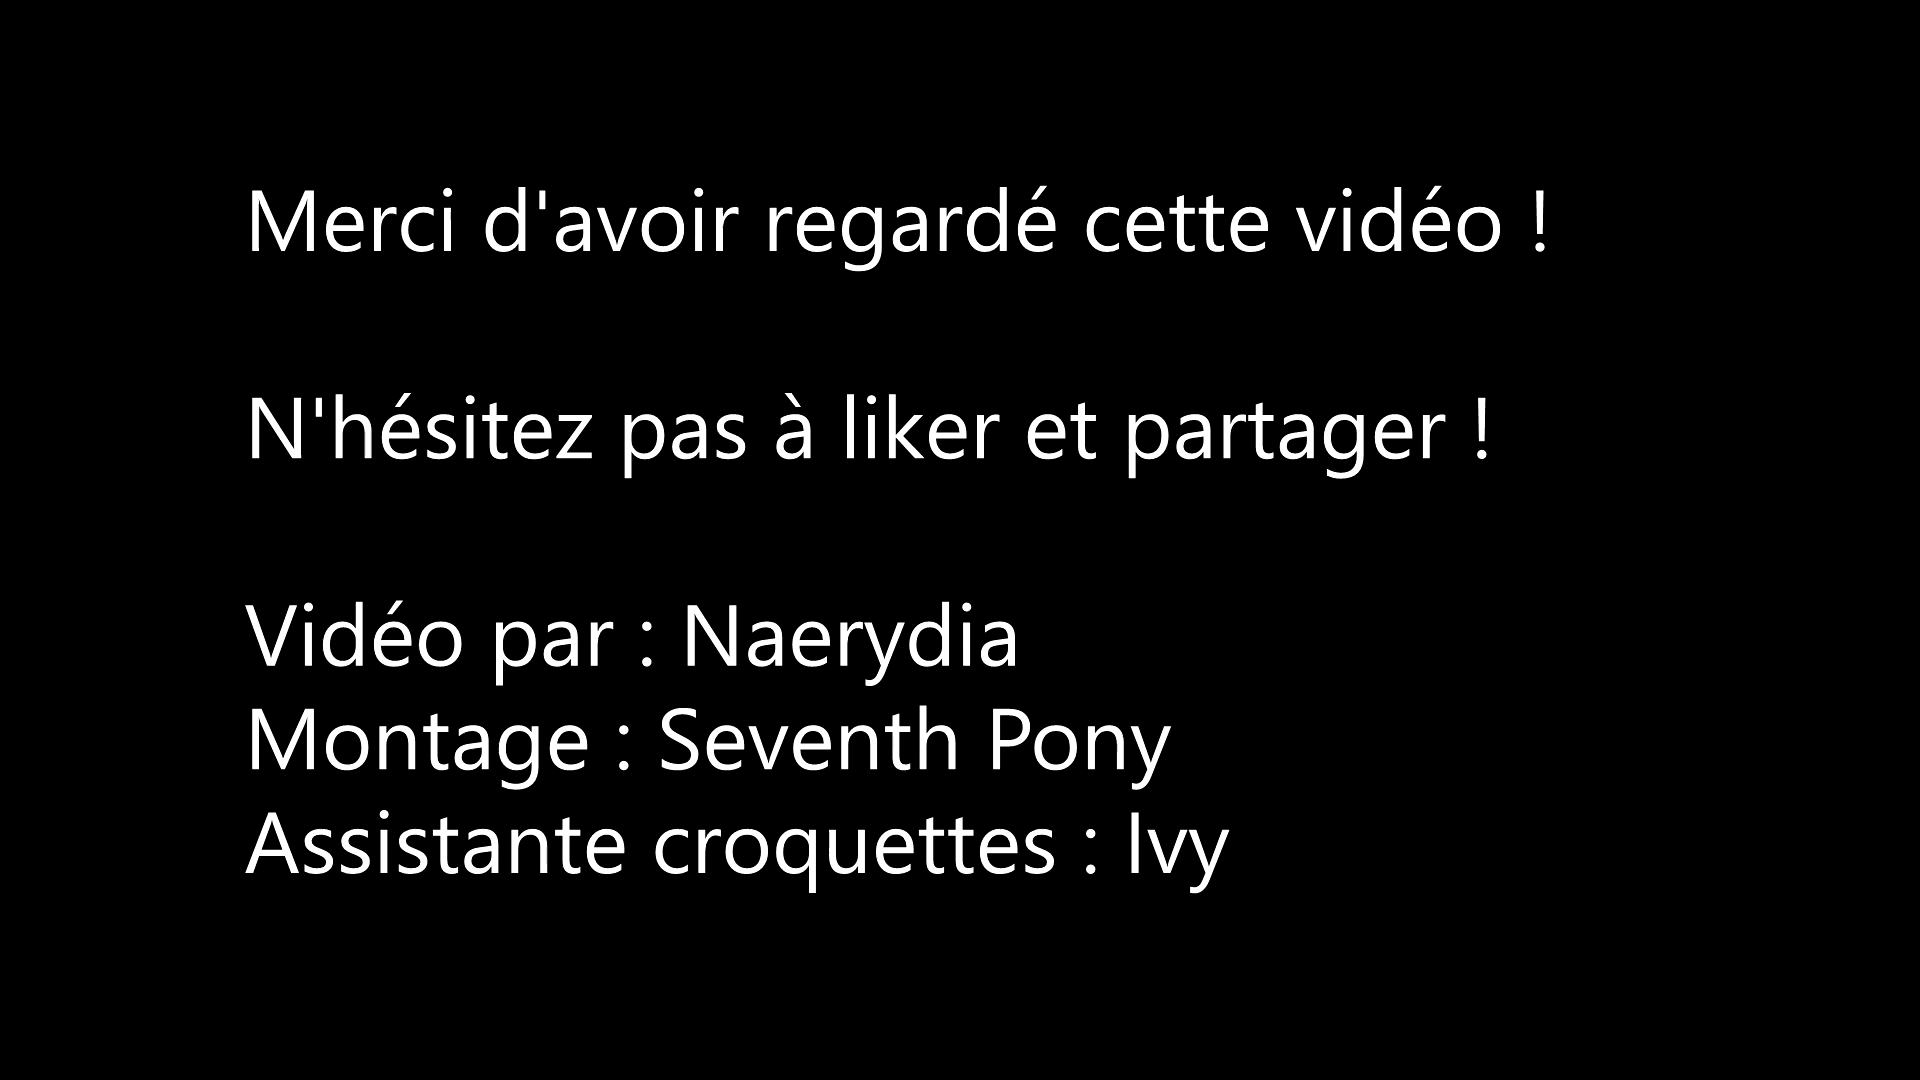 Merci d'avoir regardé cette vidéo !
N'hésitez pas à liker et partager !
Vidéo par : Naerydia
Montage : Seventh Pony
Assistante croquettes : Ivy